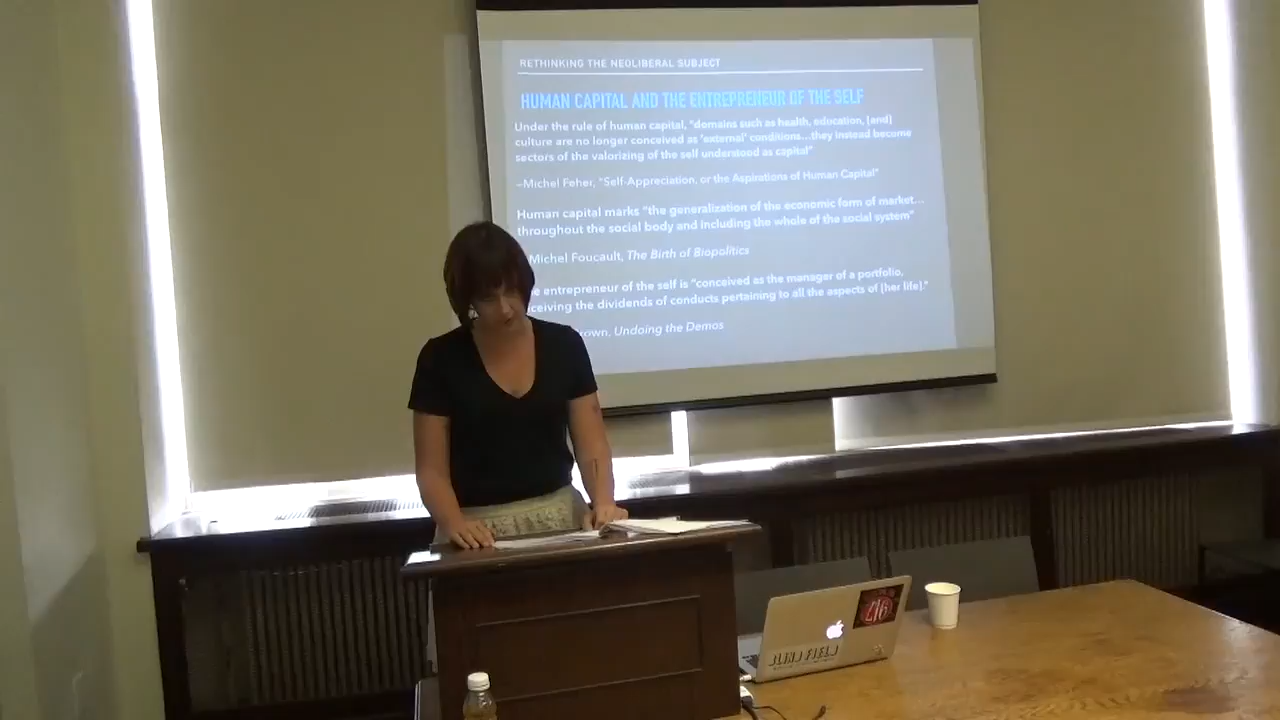 RETHINKING THE NEOLIBERAL SUBJECT
HUMAN CAPITAL AND THE ENTREPRENEUR OF THE SELF
Under the rule of human capital, "domains such as health, education, [and]
culture are no longer conceived as 'external' conditions...they instead become
sectors of the valorizing of the self understood as capital"
—Michel Feher, "Self-Appreciation, or the Aspirations of Human Capital"
Human capital marks "the generalization of the economic form of market...
throughout the social body and including the whole of the social system"
Michel Foucault, The Birth of Biopolitics
e entrepreneur of the self is "conceived as the manager of a portfolio,
ceiving the dividends of conducts pertaining to all the aspects of [her life]."
rown, Undoing the Demos
BLIND FIELD